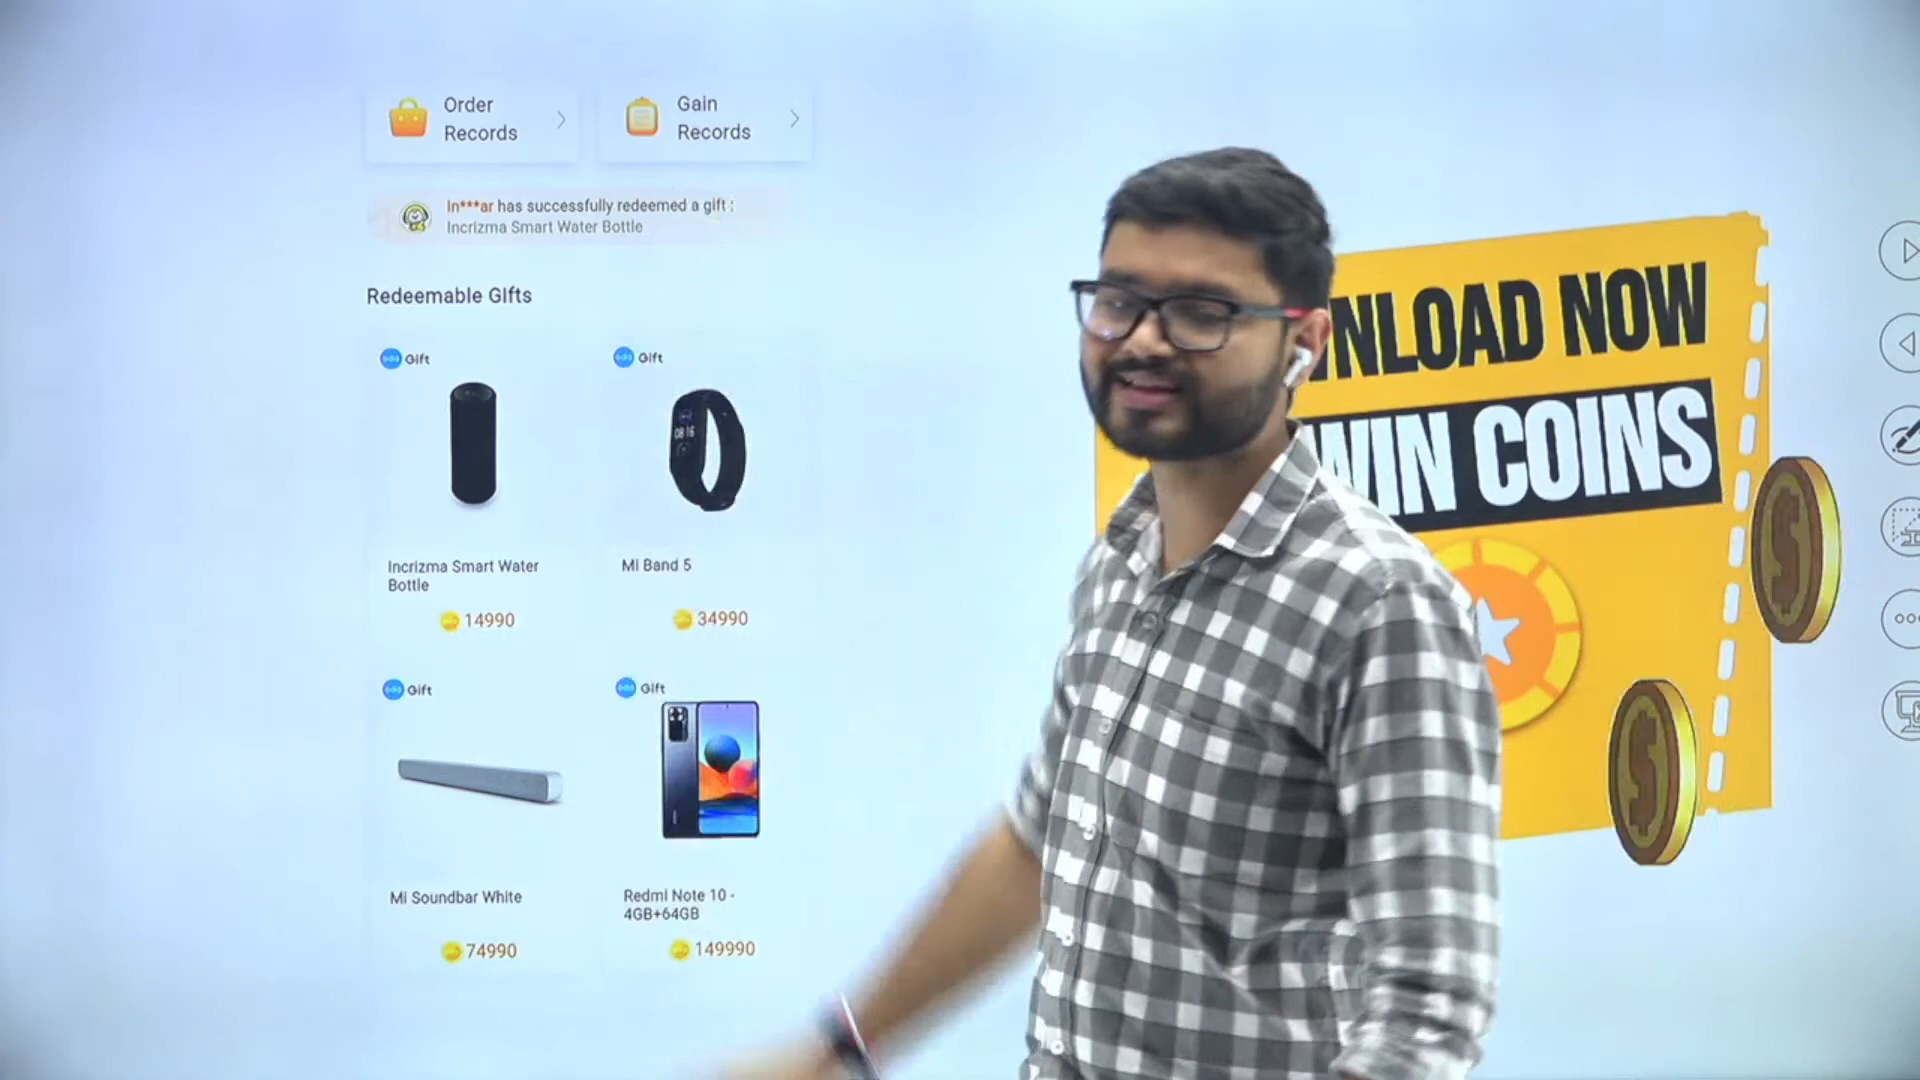 Order
Records
Gain
Records
In***ar has successfully redeemed a gift :
Incrizma Smart Water Bottle
Redeemable Gifts
Gift
Gift
08 16
Incrizma Smart Water
Bottle
14990
Mi Band 5
34990
Gift
Gift
Mi Soundbar White
74990
Redmi Note 10 -
4GB+64GB
149990
NLOAD NOW
WIN COINS